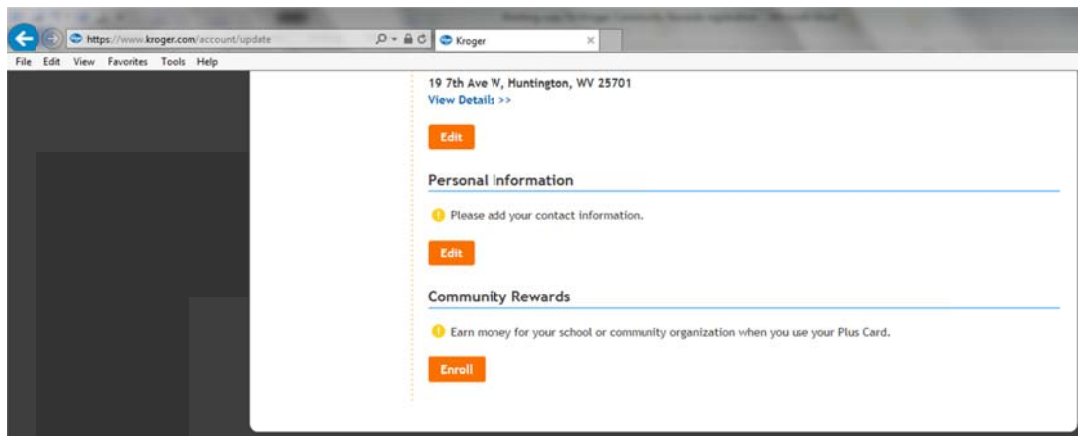 https://www.kroger.com/account/update
Kroger
File Edit View Favorites Tools Help
19 7th Ave W, Huntington, WV 25701
View Details >>
Edit
Personal Information
Please add your contact information.
Edit
Community Rewards
Earn money for your school or community organization when you use your Plus Card.
Enroll